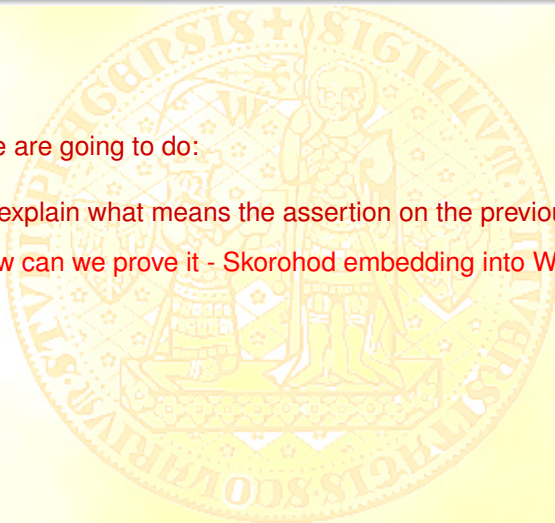 e are going to do:
explain what means the assertion on the previou
w can we prove it - Skorohod embedding into W